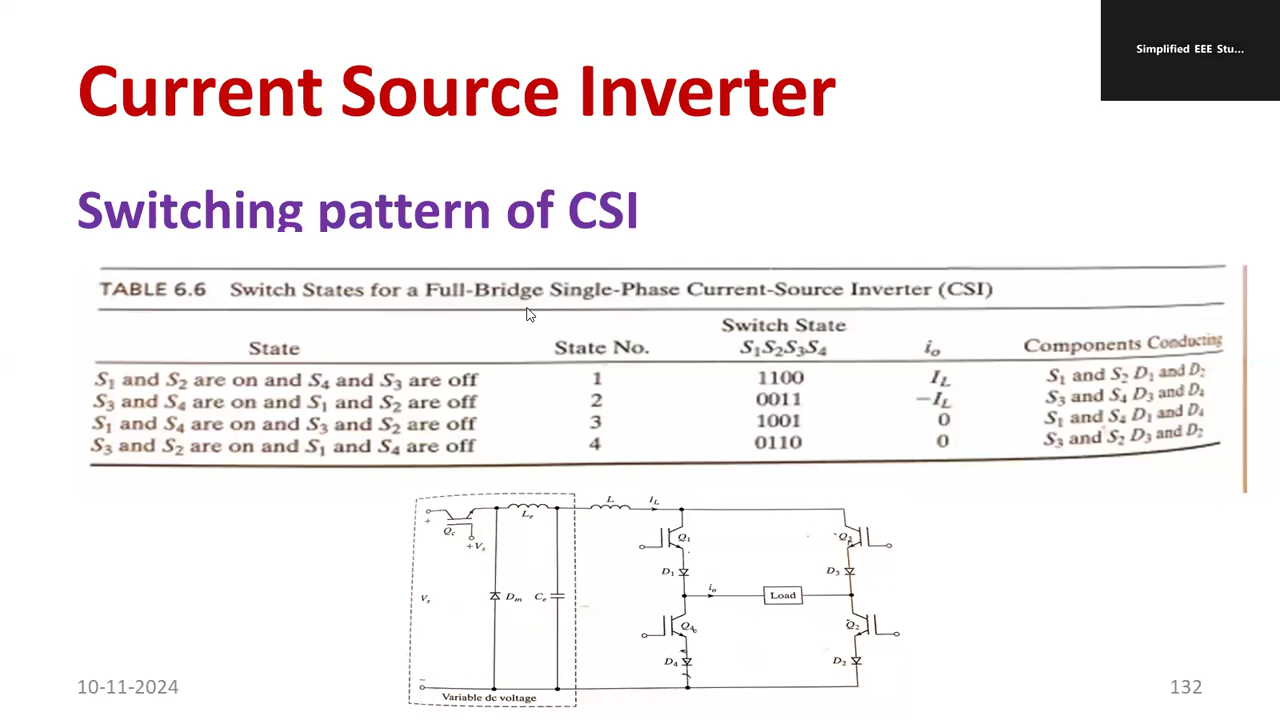 Simplified EEE Stu...
Current Source Inverter
Switching pattern of CSI
TABLE 6.6 Switch States for a Full-Bridge Single-Phase Current-Source Inverter (CSI)
State State No. Switch State S₁S₂S₃S₄ iₒ Components Conducting
S₁ and S₂ are on and S₄ and S₃ are off 1 1100 I_L S₁ and S₂ D₁ and D₂
S₃ and S₄ are on and S₁ and S₂ are off 2 0011 −I_L S₃ and S₄ D₃ and D₄
S₁ and S₄ are on and S₃ and S₂ are off 3 1001 0 S₁ and S₄ D₁ and D₄
S₃ and S₂ are on and S₁ and S₄ are off 4 0110 0 S₃ and S₂ D₃ and D₂
L I_L
+ Q_c L_e
+V_s
Q₁ Q₃
D₁ D₃
V_s D_m C_e iₒ Load
Q₄ Q₂
D₄ D₂
−
Variable dc voltage
10-11-2024
132